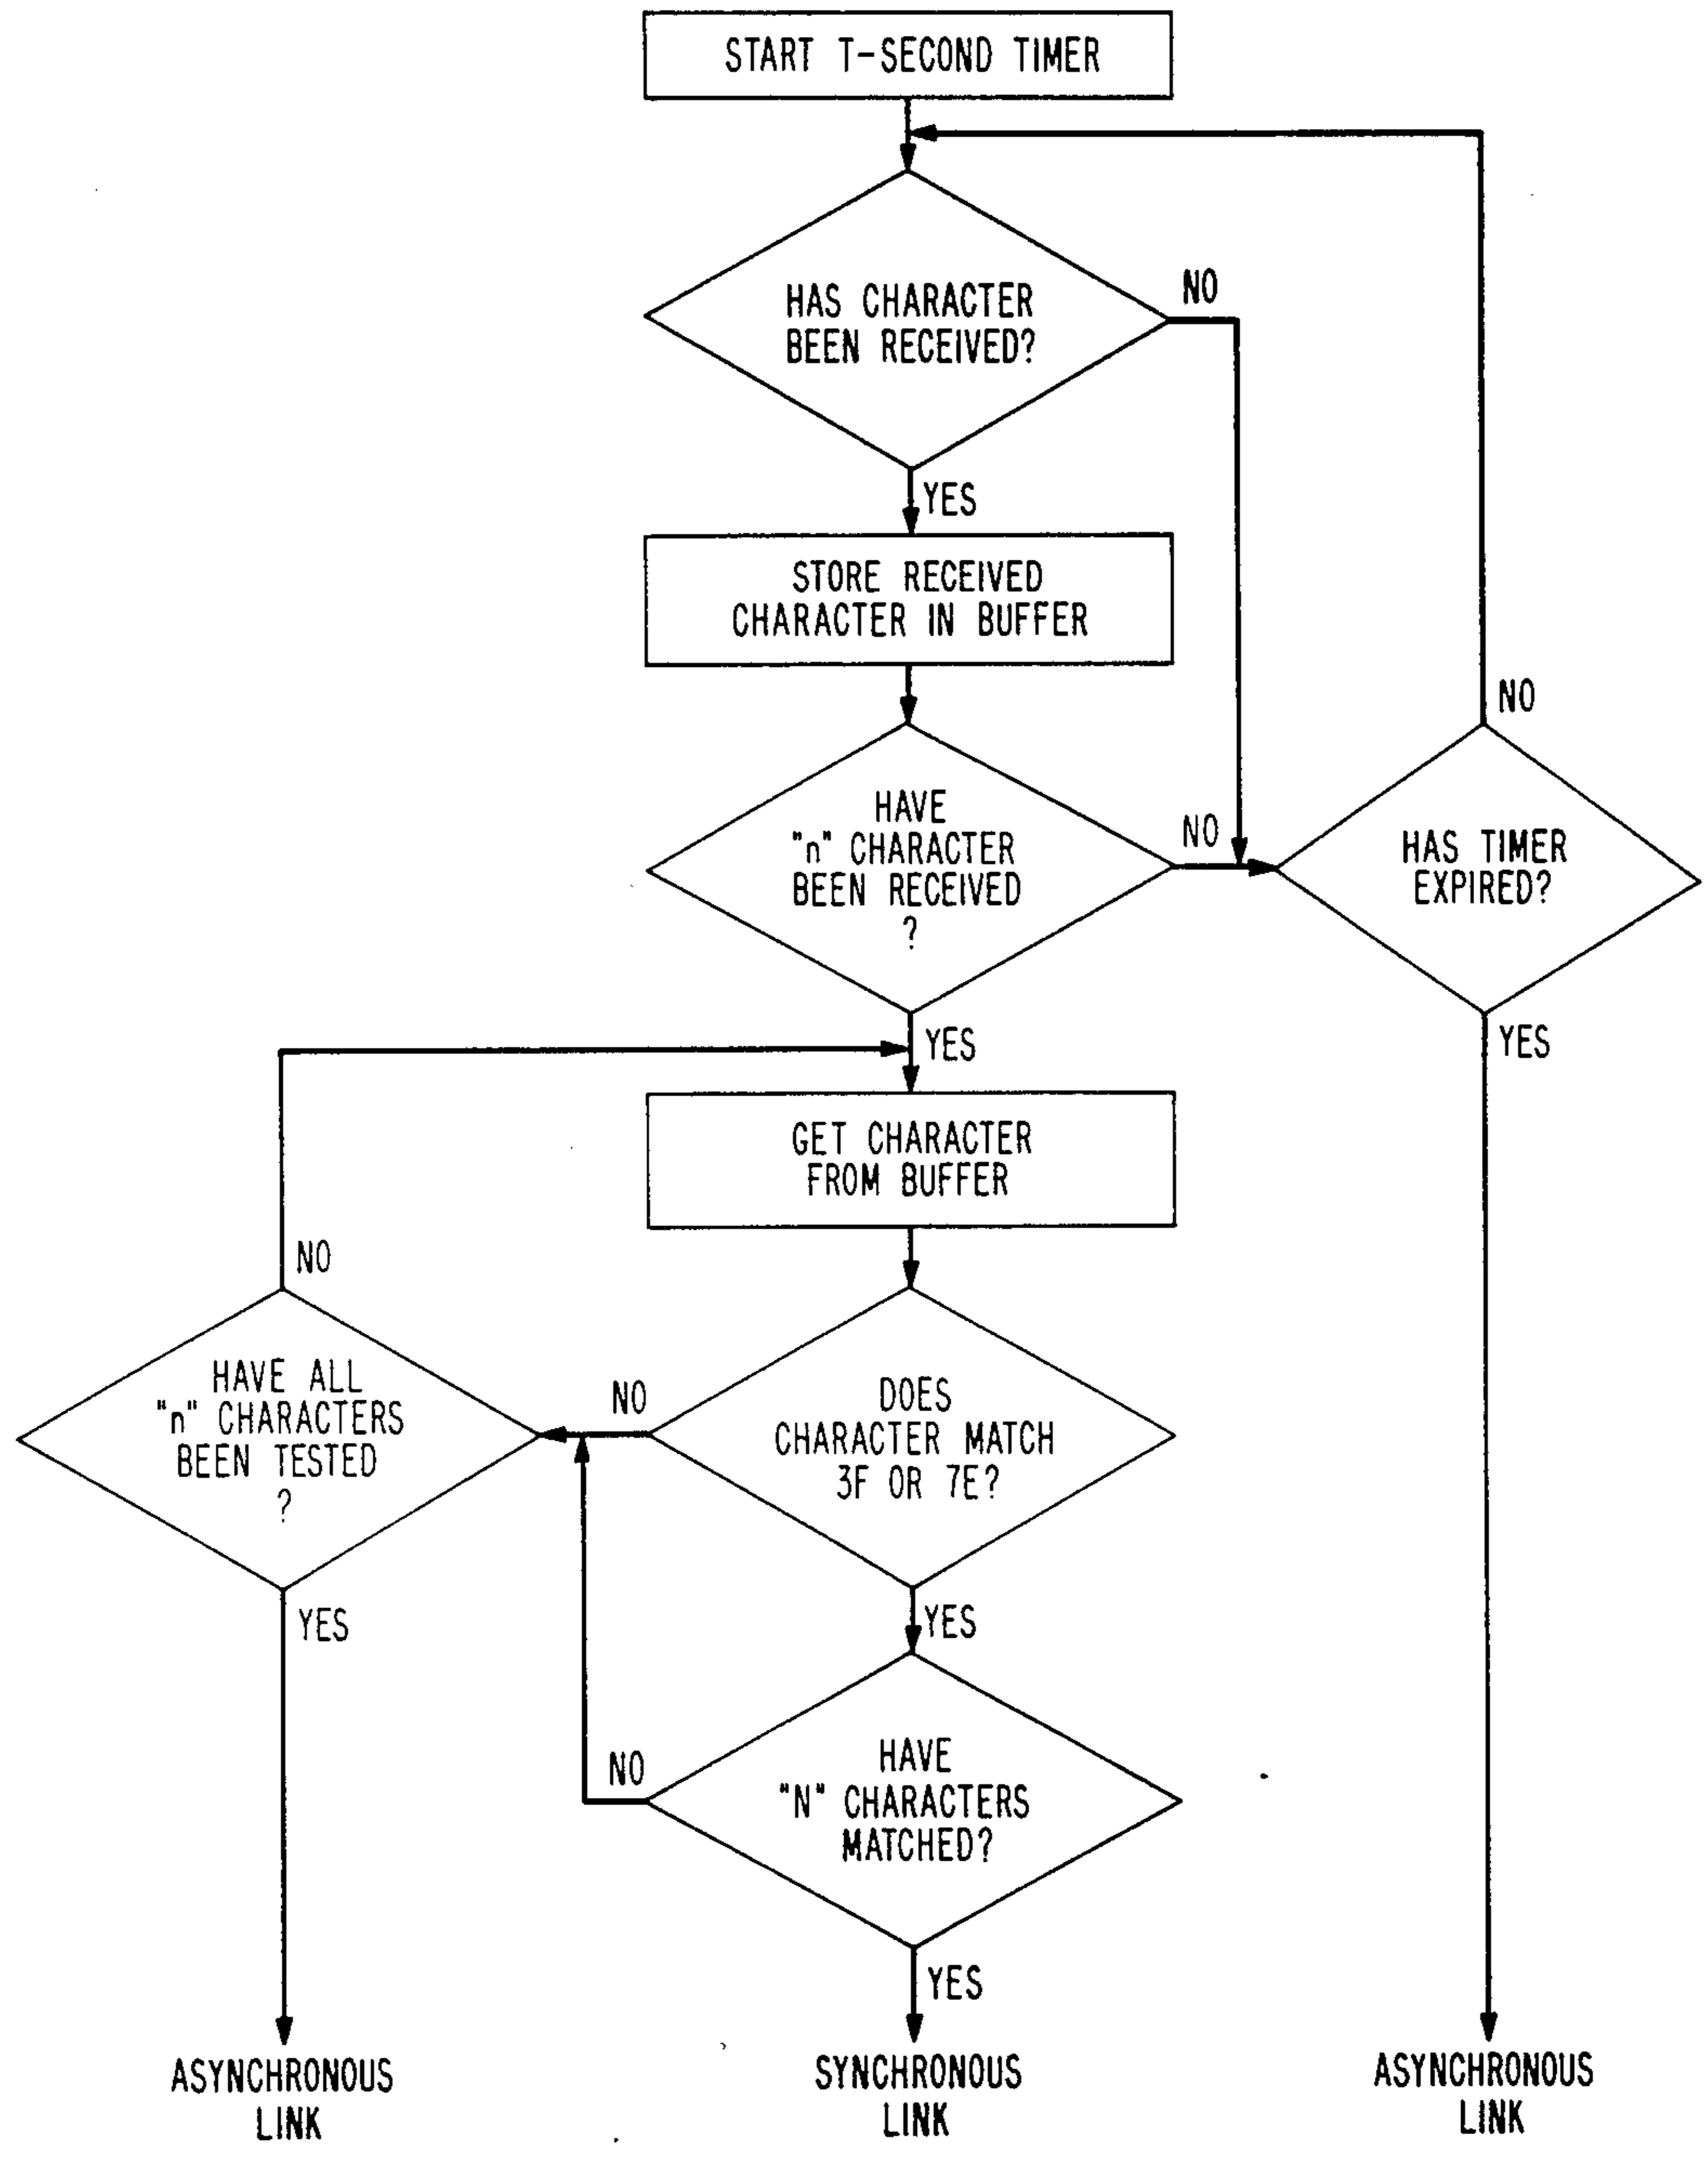 START T-SECOND TIMER
HAS CHARACTER
BEEN RECEIVED?
NO
YES
STORE RECEIVED
CHARACTER IN BUFFER
NO
HAVE
"n" CHARACTER
BEEN RECEIVED
?
NO
HAS TIMER
EXPIRED?
YES
YES
GET CHARACTER
FROM BUFFER
NO
HAVE ALL
"n" CHARACTERS
BEEN TESTED
?
NO
DOES
CHARACTER MATCH
3F OR 7E?
YES
YES
HAVE
"N" CHARACTERS
MATCHED?
NO
YES
ASYNCHRONOUS
LINK
SYNCHRONOUS
LINK
ASYNCHRONOUS
LINK